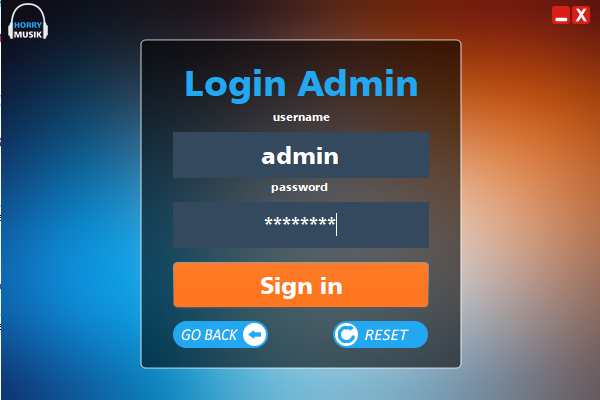 HORRY
MUSIK
X
Login Admin
username
admin
password
********
Sign in
GO BACK
RESET